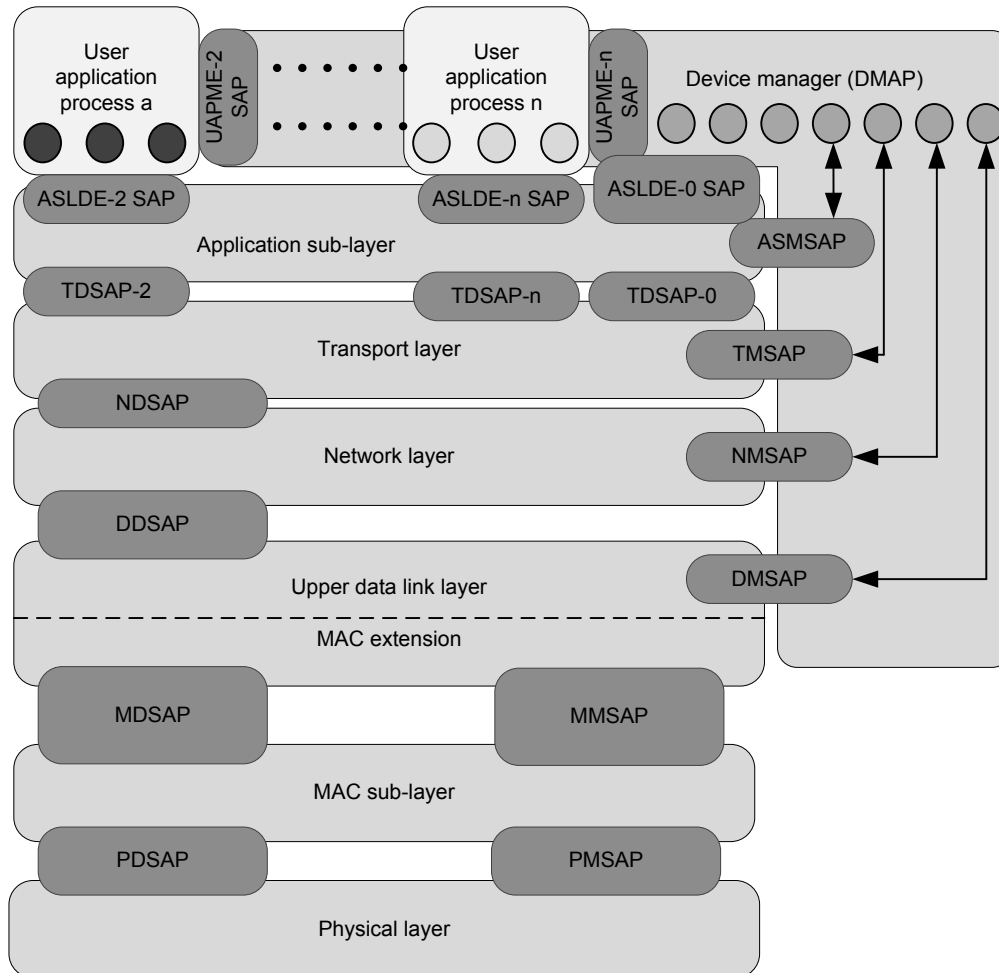 User
application
process a
UAPME-2
SAP
User
application
process n
UAPME-n
SAP
Device manager (DMAP)
ASLDE-2 SAP
ASLDE-n SAP
ASLDE-0 SAP
Application sub-layer
ASMSAP
TDSAP-2
TDSAP-n
TDSAP-0
Transport layer
TMSAP
NDSAP
Network layer
NMSAP
DDSAP
Upper data link layer
DMSAP
MAC extension
MDSAP
MMSAP
MAC sub-layer
PDSAP
PMSAP
Physical layer